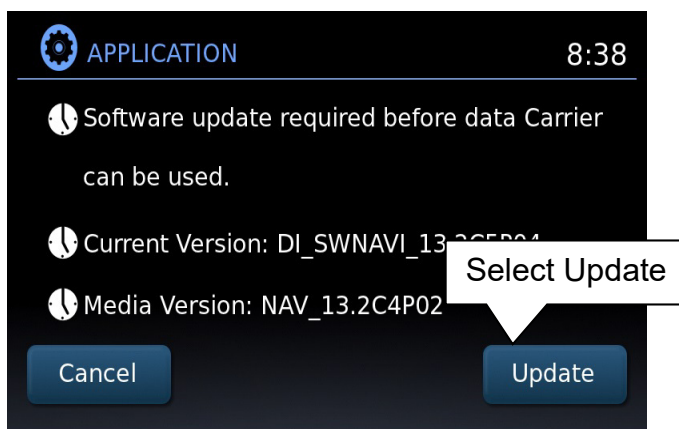 APPLICATION 8:38
Software update required before data Carrier
can be used.
Current Version: DI_SWNAVI_13.2C5P04
Select Update
Media Version: NAV_13.2C4P02
Cancel Update